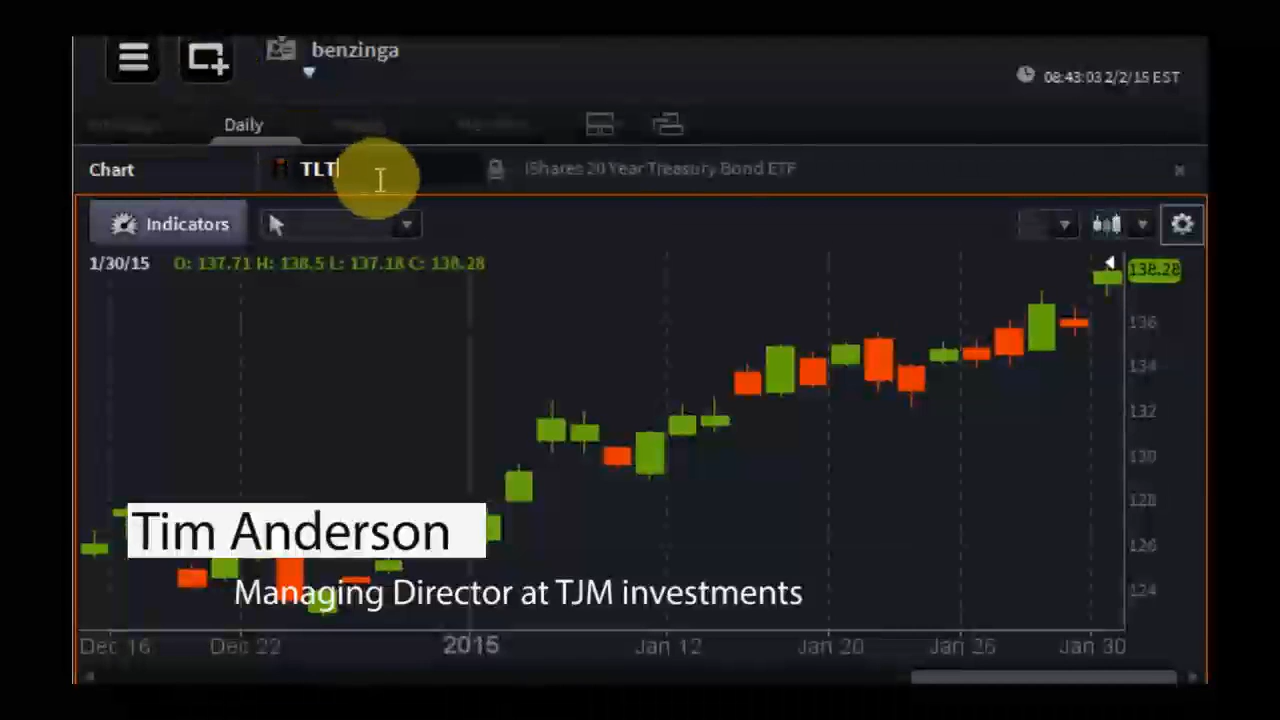 benzinga
08:43:03 2/2/15 EST
Daily
Chart
TLT
iShares 20 Year Treasury Bond ETF
Indicators
1/30/15 O: 137.71 H: 138.5 L: 137.18 C: 138.28
138.28
136
134
132
130
128
126
124
Tim Anderson
Managing Director at TJM investments
Dec 16 Dec 22 2015 Jan 12 Jan 20 Jan 26 Jan 30